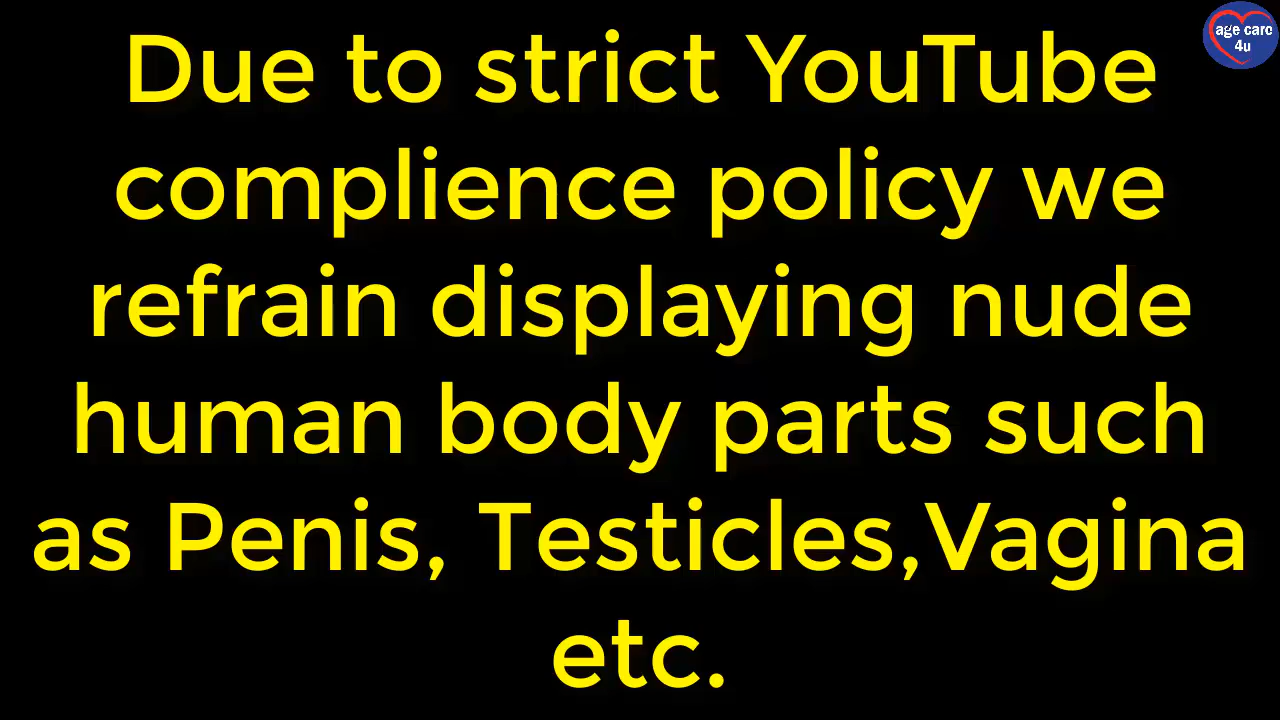 age care
4u
Due to strict YouTube
complience policy we
refrain displaying nude
human body parts such
as Penis, Testicles,Vagina
etc.